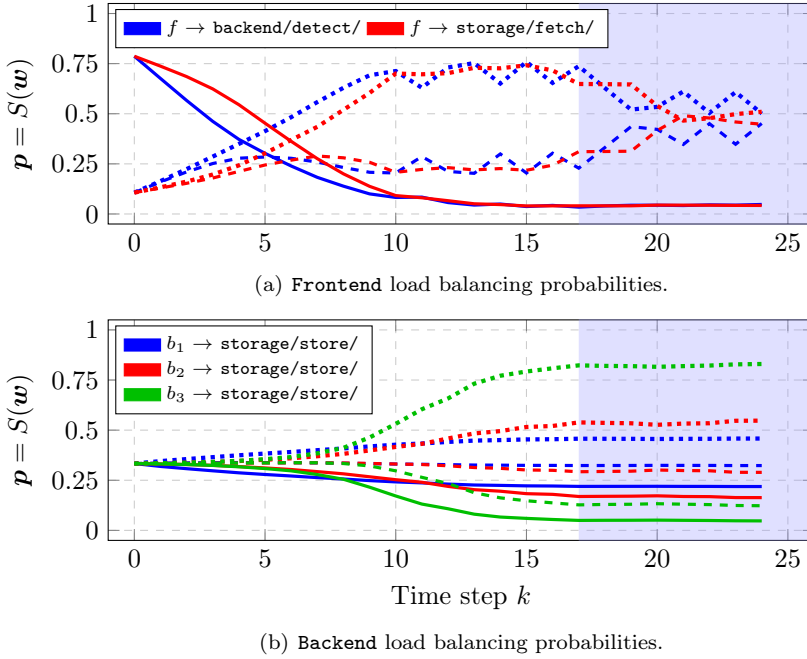 1
0.75
0.5
0.25
0
p = S(w)
f → backend/detect/ f → storage/fetch/
0 5 10 15 20 25
(a) Frontend load balancing probabilities.
1
0.75
0.5
0.25
0
p = S(w)
b₁ → storage/store/
b₂ → storage/store/
b₃ → storage/store/
0 5 10 15 20 25
Time step k
(b) Backend load balancing probabilities.